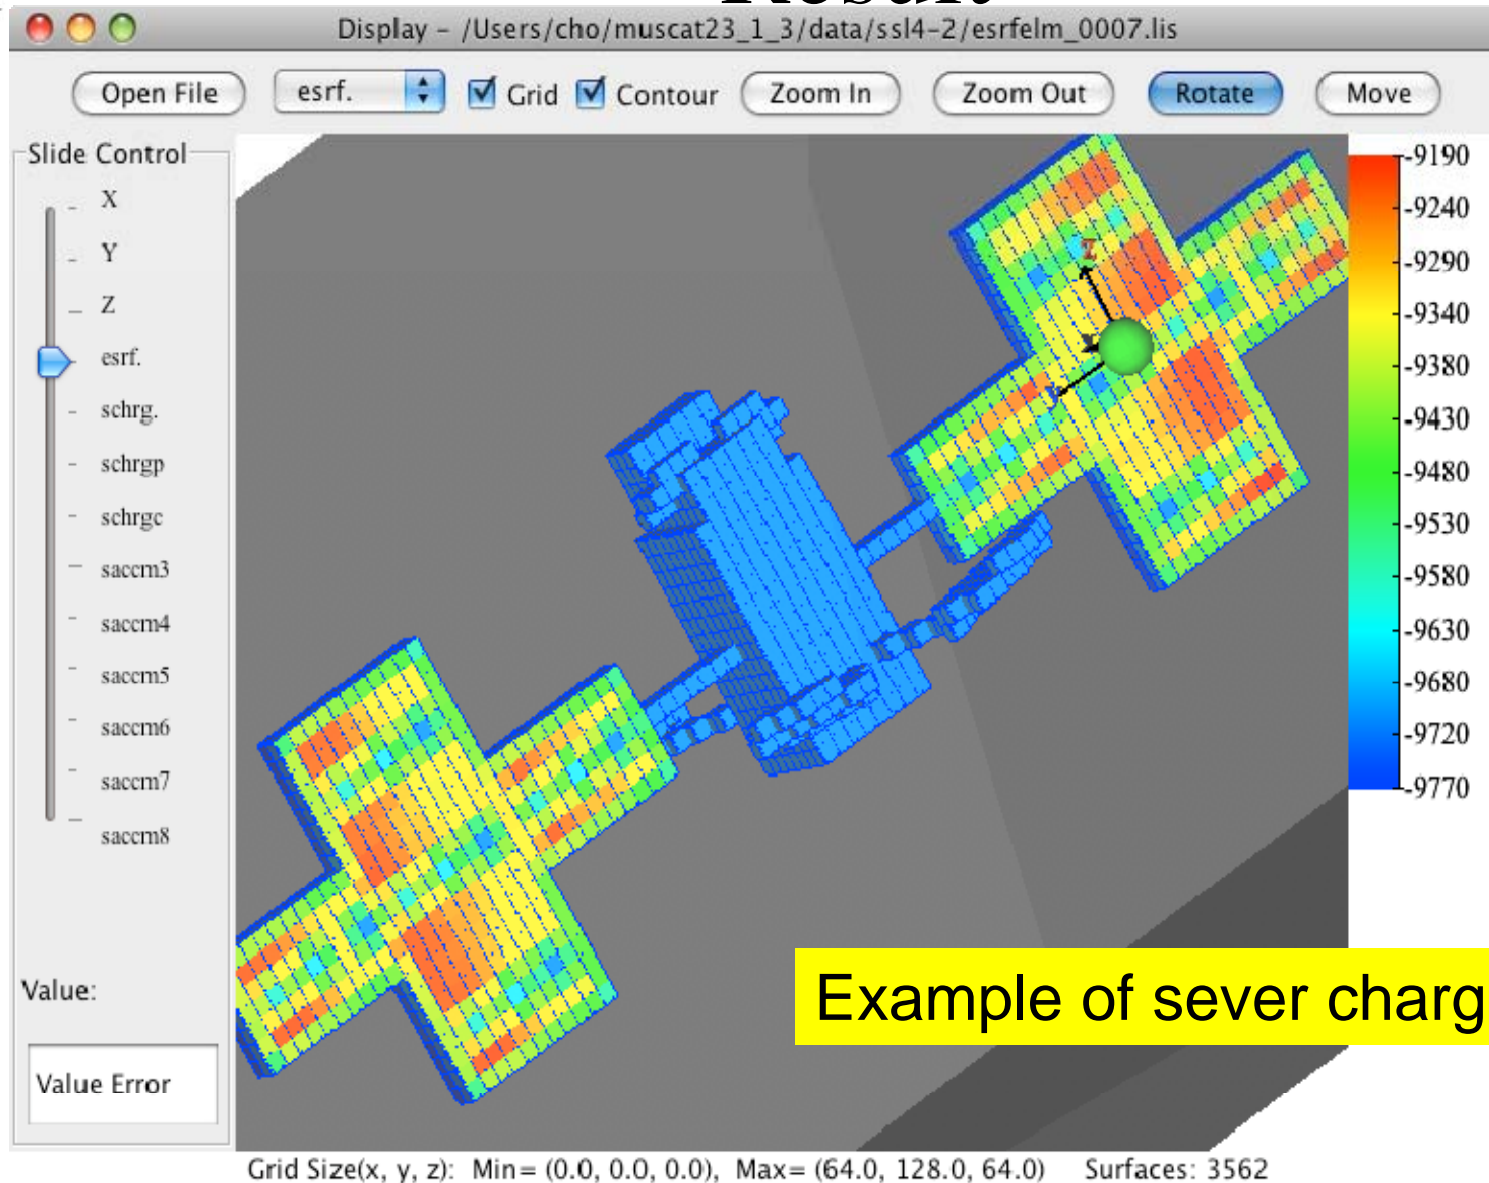 Result
Display – /Users/cho/muscat23_1_3/data/ssl4-2/esrfelm_0007.lis
Open File
esrf.
Grid
Contour
Zoom In
Zoom Out
Rotate
Move
Slide Control
X
Y
Z
esrf.
schrg.
schrgp
schrgc
saccm3
saccm4
saccm5
saccm6
saccm7
saccm8
Value:
Value Error
Z
Y
-9190
-9240
-9290
-9340
-9380
-9430
-9480
-9530
-9580
-9630
-9680
-9720
-9770
Example of sever charg
Grid Size(x, y, z): Min= (0.0, 0.0, 0.0), Max= (64.0, 128.0, 64.0) Surfaces: 3562